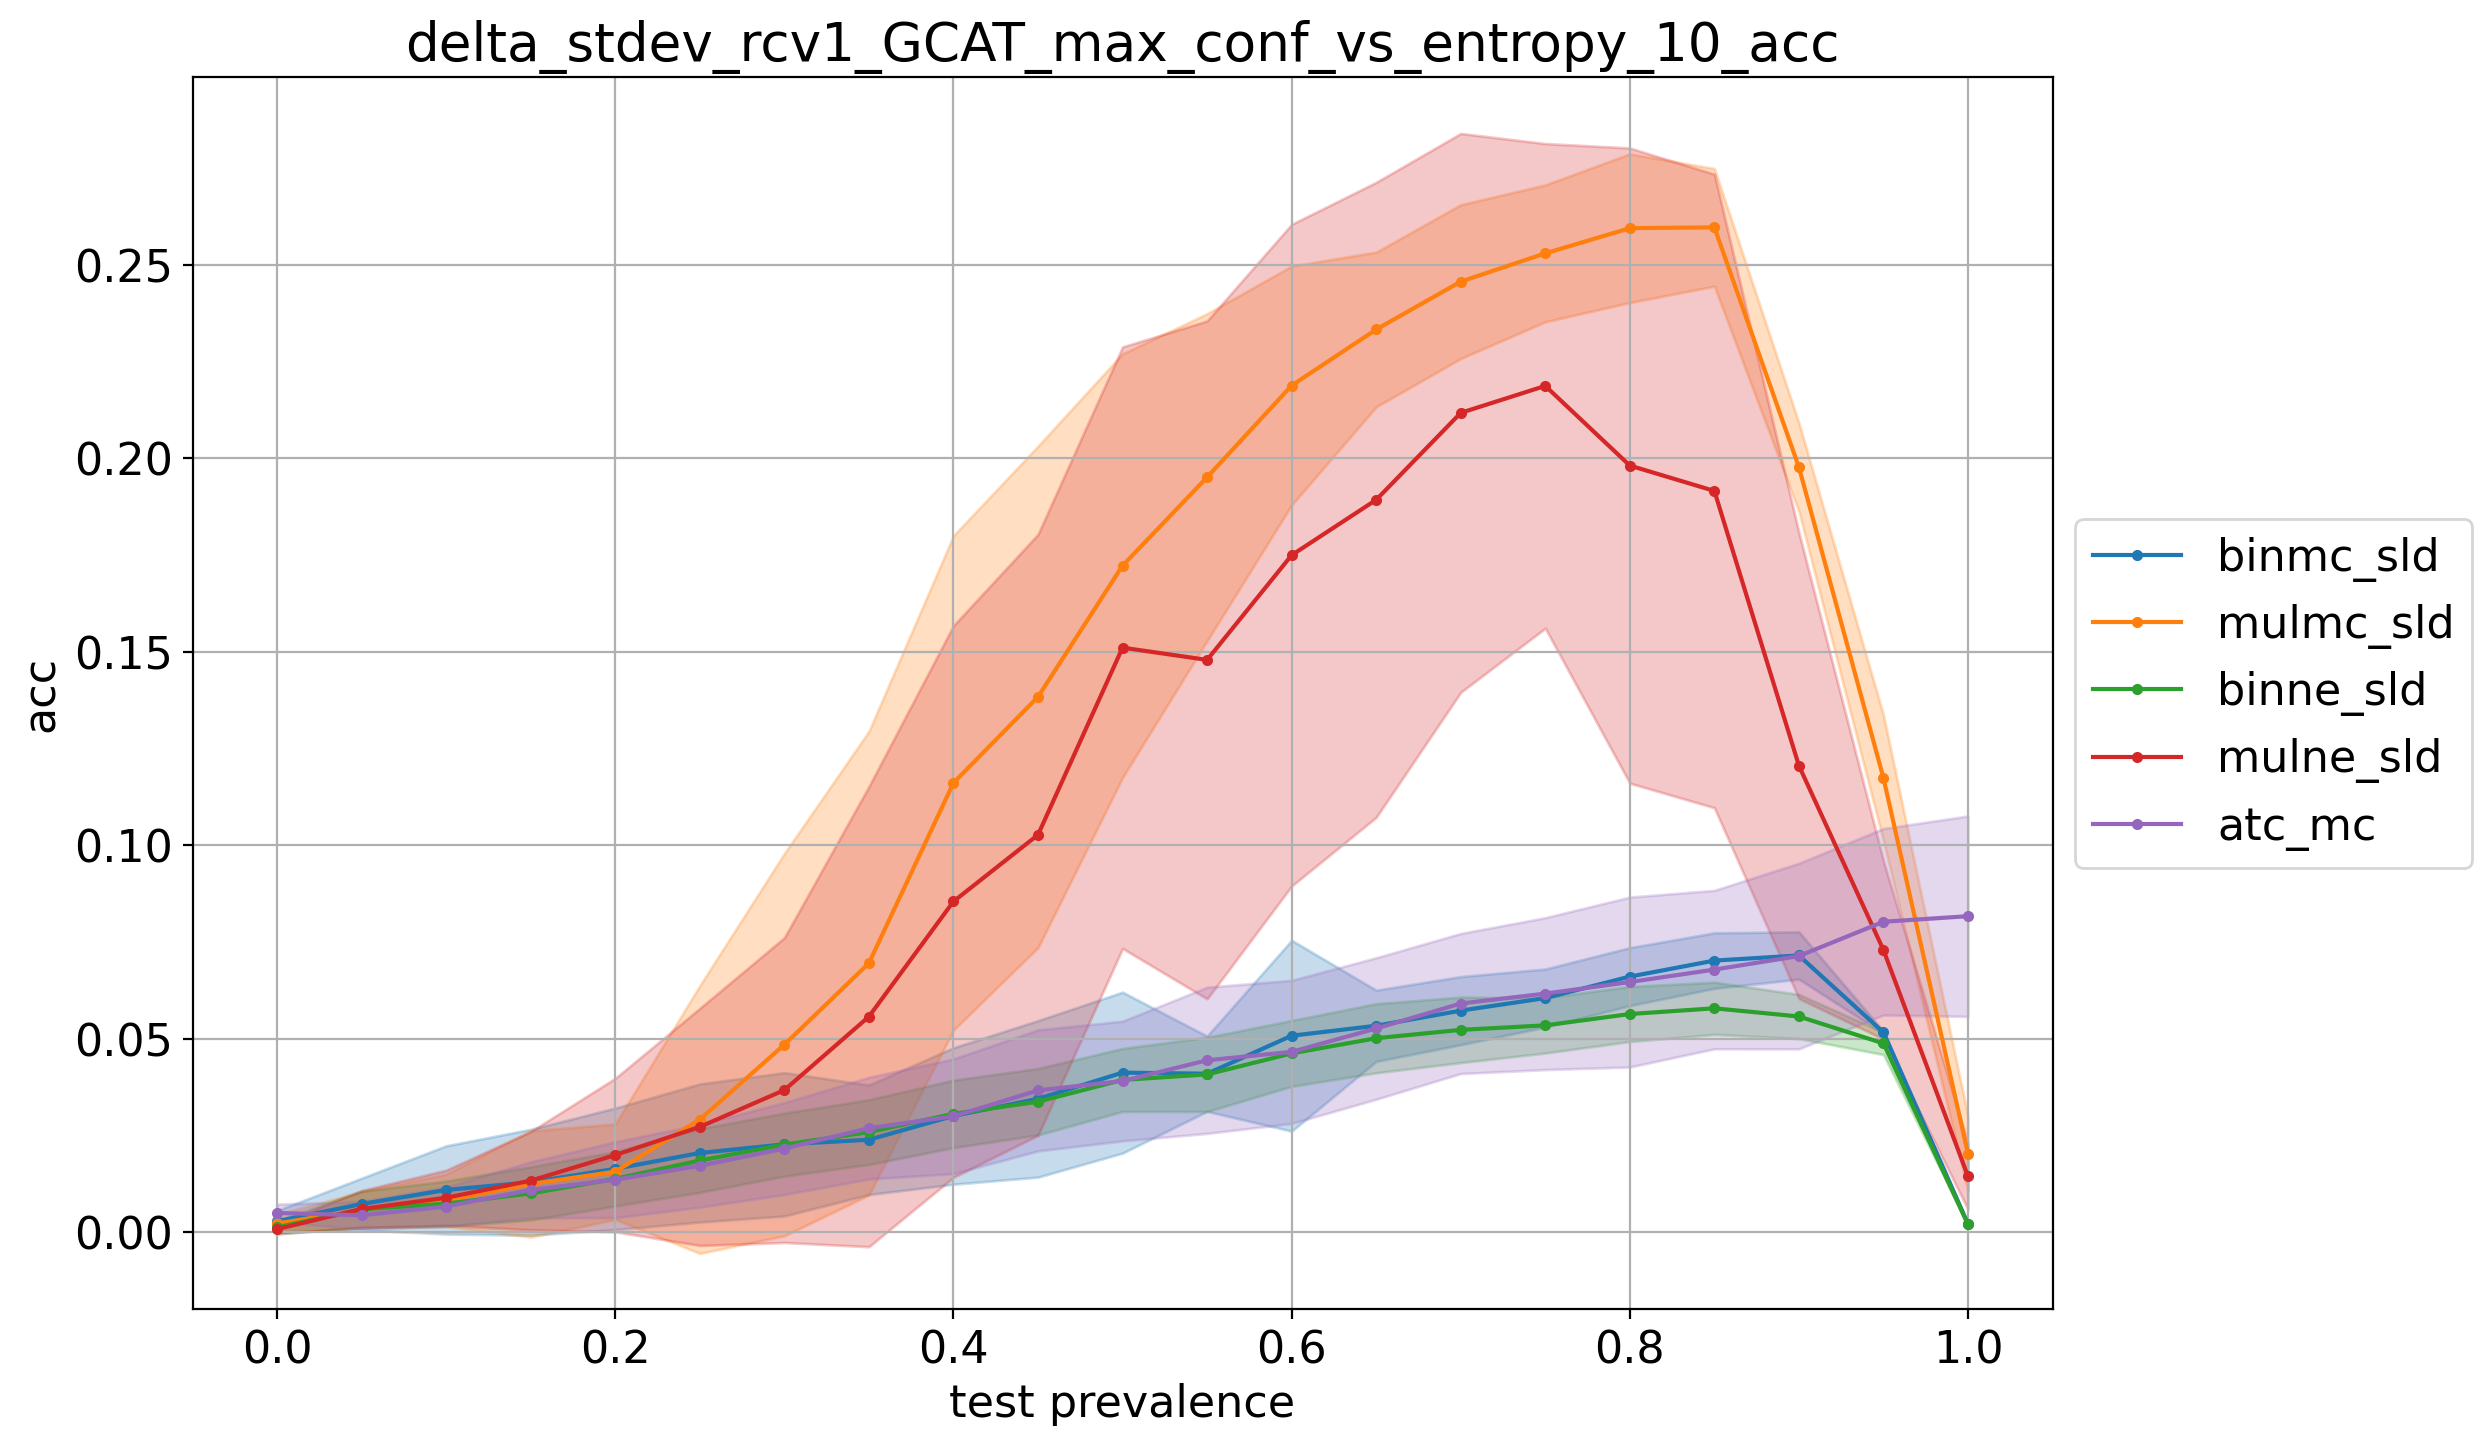 delta_stdev_rcv1_GCAT_max_conf_vs_entropy_10_acc
acc
0.25
0.20
0.15
0.10
0.05
0.00
0.0 0.2 0.4 0.6 0.8 1.0
test prevalence
binmc_sld
mulmc_sld
binne_sld
mulne_sld
atc_mc